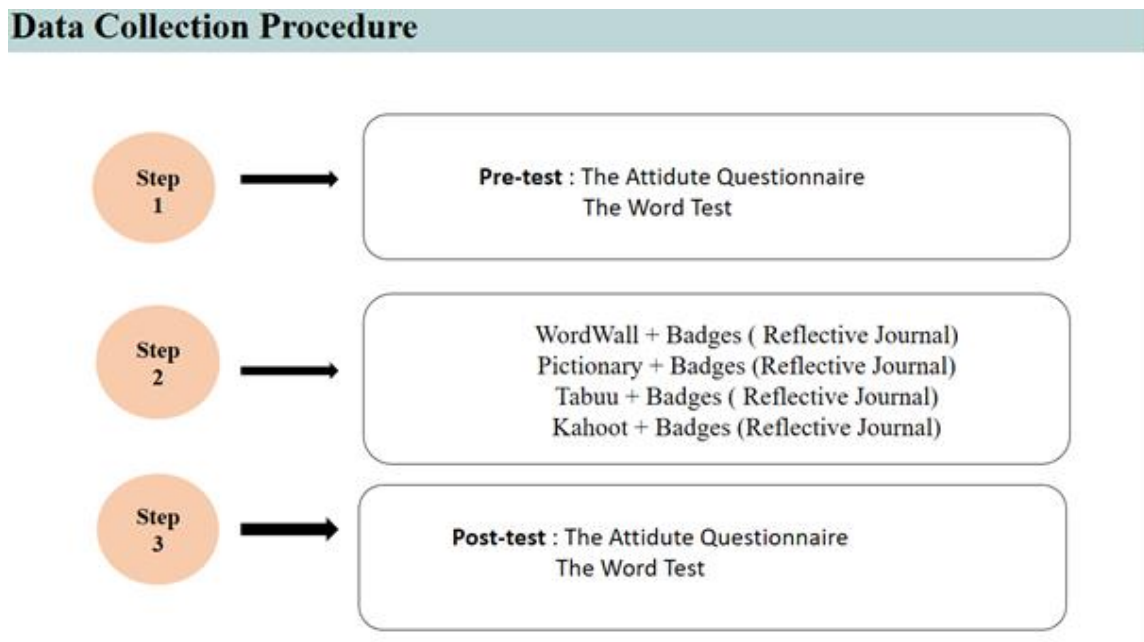 Data Collection Procedure
Step
1
Pre-test : The Attidute Questionnaire
The Word Test
Step
2
WordWall + Badges ( Reflective Journal)
Pictionary + Badges (Reflective Journal)
Tabuu + Badges ( Reflective Journal)
Kahoot + Badges (Reflective Journal)
Step
3
Post-test : The Attidute Questionnaire
The Word Test